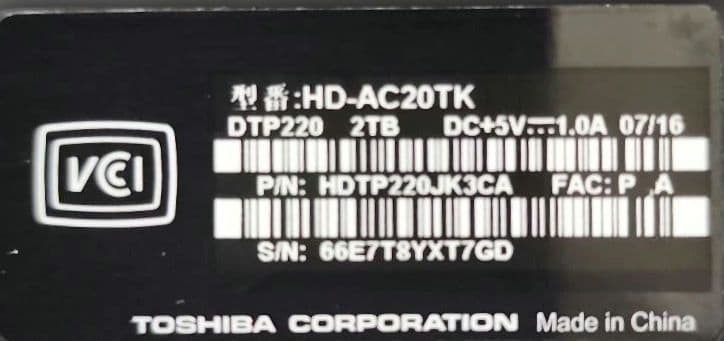 型番:HD-AC20TK
DTP220 2TB DC+5V⎓1.0A 07/16
VCCI
P/N: HDTP220JK3CA FAC: P ,A
S/N: 66E7T8YXT7GD
TOSHIBA CORPORATION Made in China